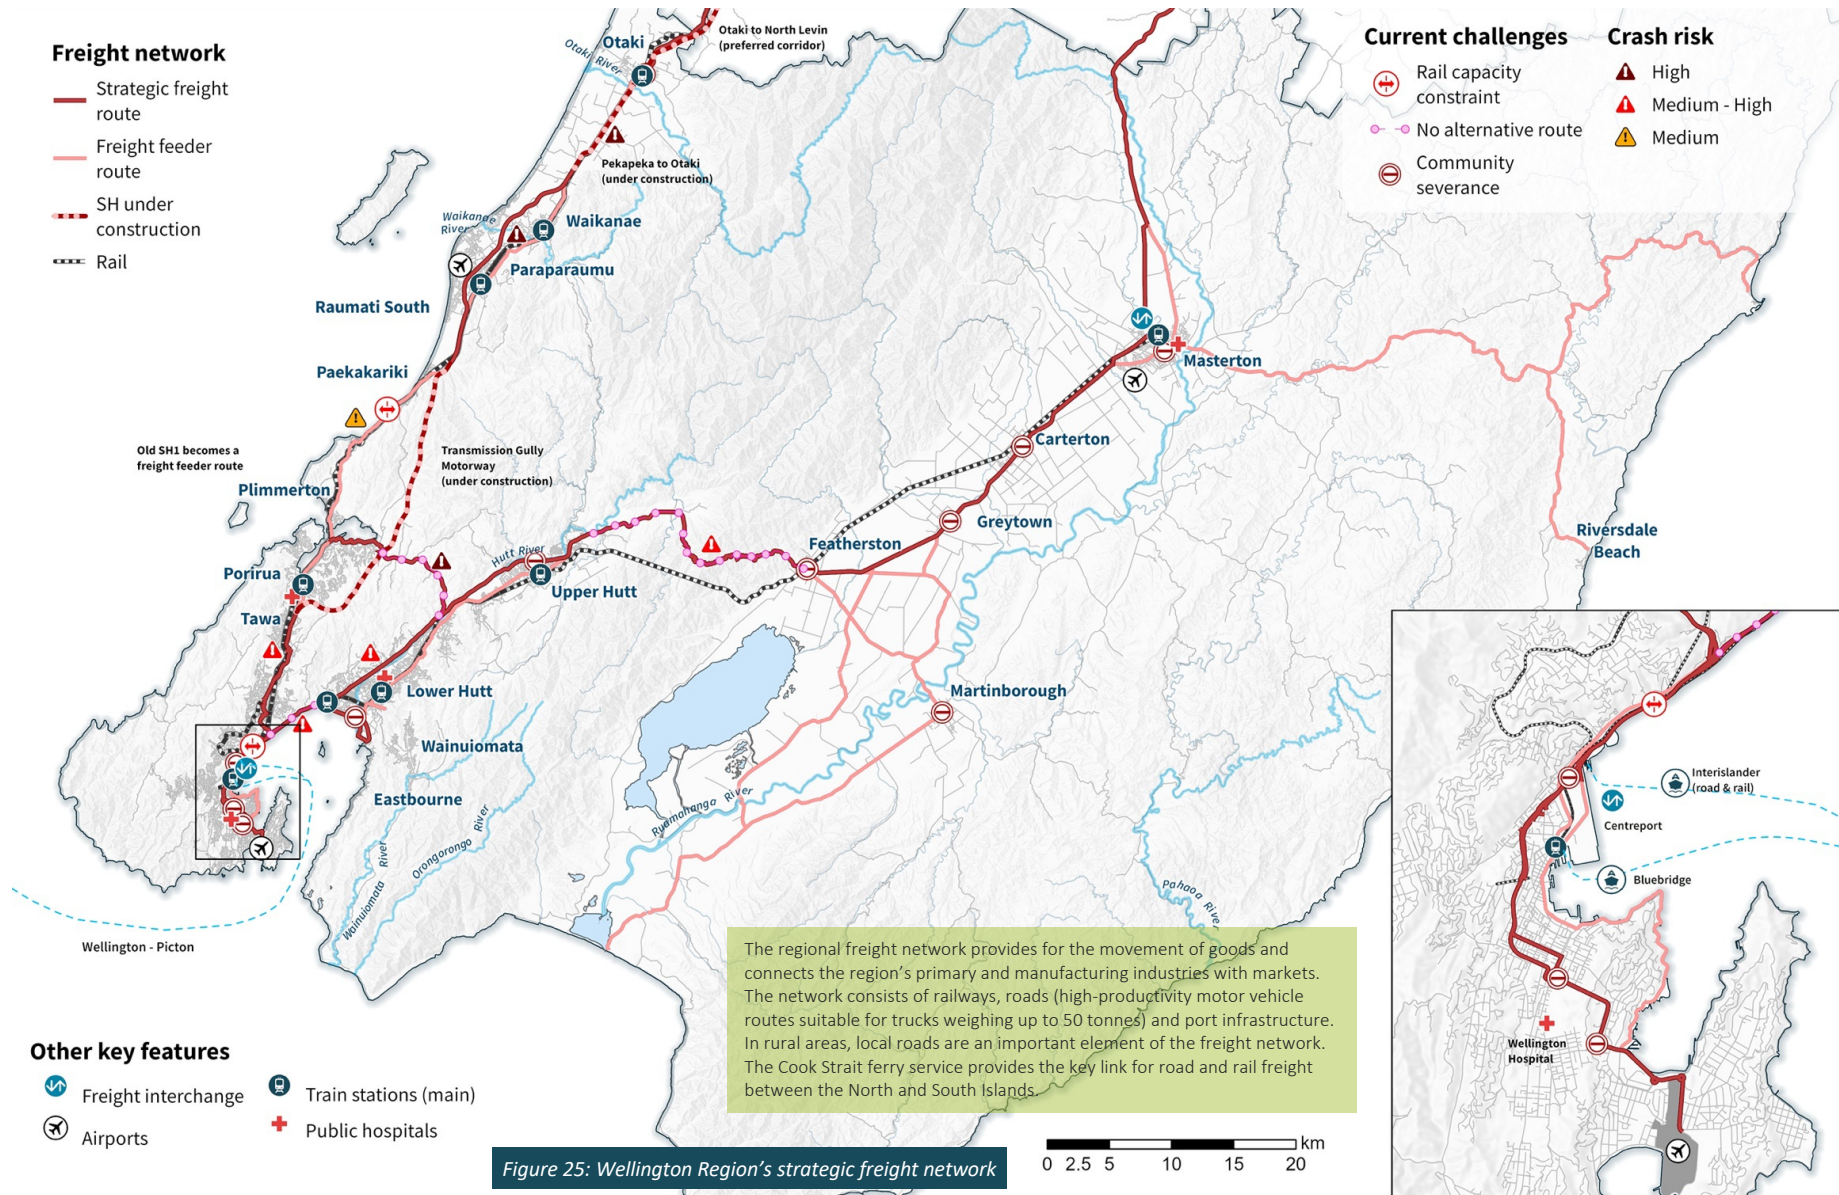 Freight network
Strategic freight
route
Freight feeder
route
SH under
construction
Rail
Current challenges
Rail capacity
constraint
No alternative route
Community
severance
Crash risk
High
Medium - High
Medium
Otaki
Otaki River
Otaki to North Levin
(preferred corridor)
Pekapeka to Otaki
(under construction)
Waikanae
River
Waikanae
Paraparaumu
Raumati South
Paekakariki
Old SH1 becomes a
freight feeder route
Transmission Gully
Motorway
(under construction)
Plimmerton
Porirua
Tawa
Hutt River
Upper Hutt
Featherston
Greytown
Carterton
Masterton
Riversdale
Beach
Lower Hutt
Martinborough
Wainuiomata
Eastbourne
Wainuiomata River
Orongorongo River
Ruamahanga River
Pahaoa River
Wellington - Picton
Interislander
(road & rail)
Centreport
Bluebridge
Wellington
Hospital
The regional freight network provides for the movement of goods and
connects the region's primary and manufacturing industries with markets.
The network consists of railways, roads (high-productivity motor vehicle
routes suitable for trucks weighing up to 50 tonnes) and port infrastructure.
In rural areas, local roads are an important element of the freight network.
The Cook Strait ferry service provides the key link for road and rail freight
between the North and South Islands.
Other key features
Freight interchange
Train stations (main)
Airports
Public hospitals
Figure 25: Wellington Region's strategic freight network
km
0 2.5 5 10 15 20